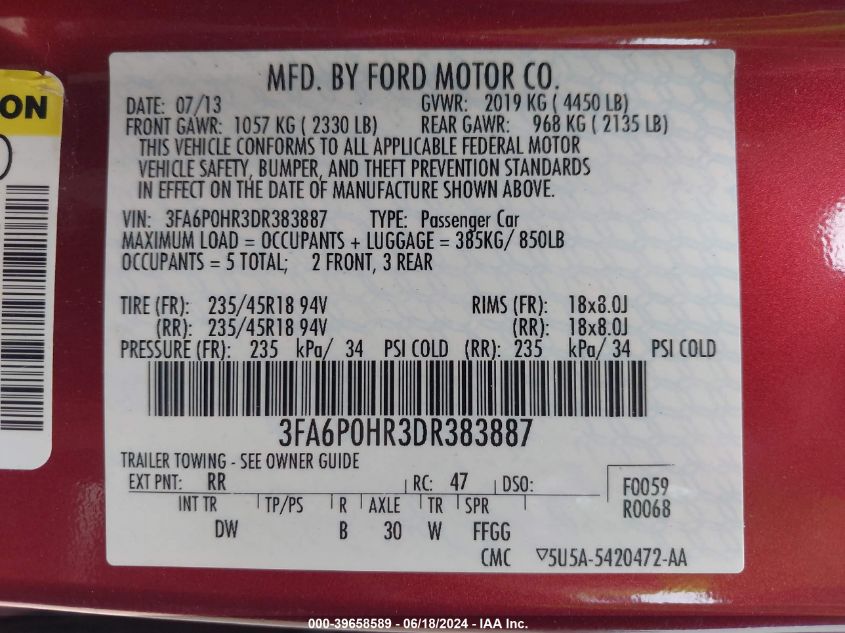 ON
MFD. BY FORD MOTOR CO.
DATE: 07/13 GVWR: 2019 KG ( 4450 LB)
FRONT GAWR: 1057 KG ( 2330 LB) REAR GAWR: 968 KG ( 2135 LB)
THIS VEHICLE CONFORMS TO ALL APPLICABLE FEDERAL MOTOR
VEHICLE SAFETY, BUMPER, AND THEFT PREVENTION STANDARDS
IN EFFECT ON THE DATE OF MANUFACTURE SHOWN ABOVE.
VIN: 3FA6P0HR3DR383887 TYPE: Passenger Car
MAXIMUM LOAD = OCCUPANTS + LUGGAGE = 385KG/ 850LB
OCCUPANTS = 5 TOTAL; 2 FRONT, 3 REAR
TIRE (FR): 235/45R18 94V RIMS (FR): 18x8.0J
(RR): 235/45R18 94V (RR): 18x8.0J
PRESSURE (FR): 235 kPa/ 34 PSI COLD (RR): 235 kPa/ 34 PSI COLD
3FA6P0HR3DR383887
TRAILER TOWING - SEE OWNER GUIDE
EXT PNT: RR RC: 47 DSO: F0059
INT TR TP/PS R AXLE TR SPR R0068
DW B 30 W FFGG
CMC ▽5U5A-5420472-AA
000-39658589 - 06/18/2024 - IAAI Inc.